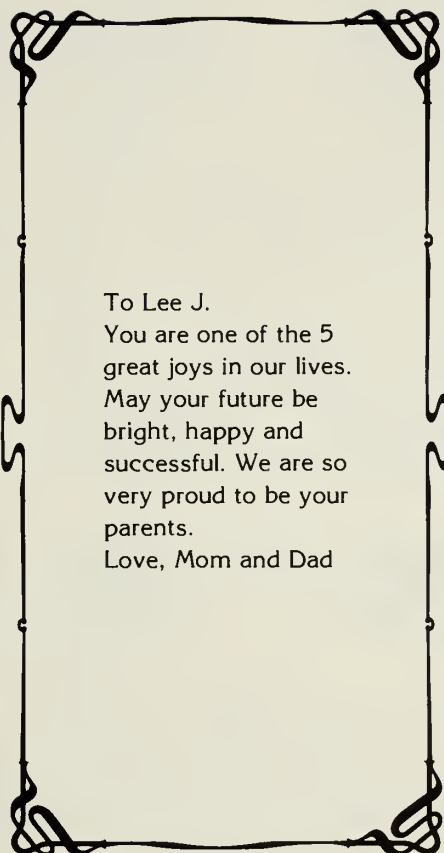 To Lee J.
You are one of the 5
great joys in our lives.
May your future be
bright, happy and
successful. We are so
very proud to be your
parents.
Love, Mom and Dad